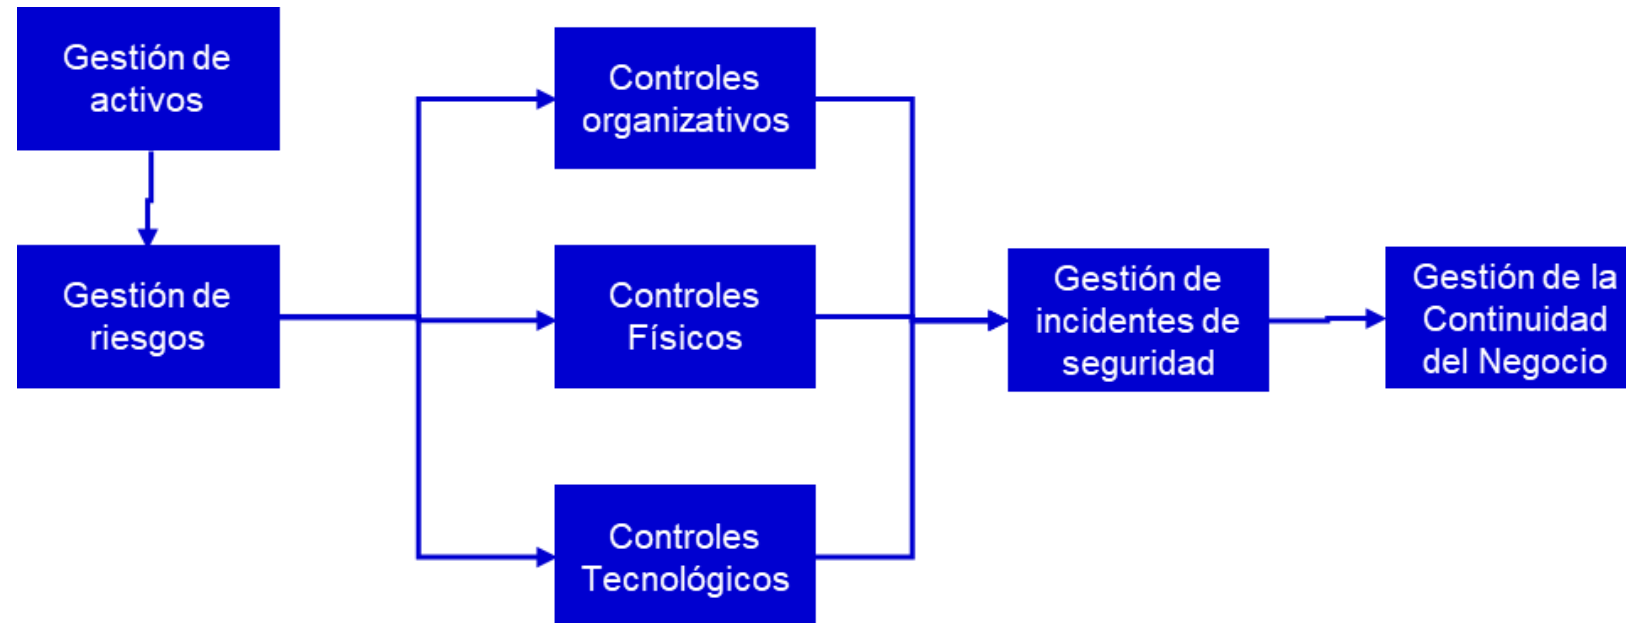 Gestión de
activos
Gestión de
riesgos
Controles
organizativos
Controles
Físicos
Controles
Tecnológicos
Gestión de
incidentes de
seguridad
Gestión de la
Continuidad
del Negocio